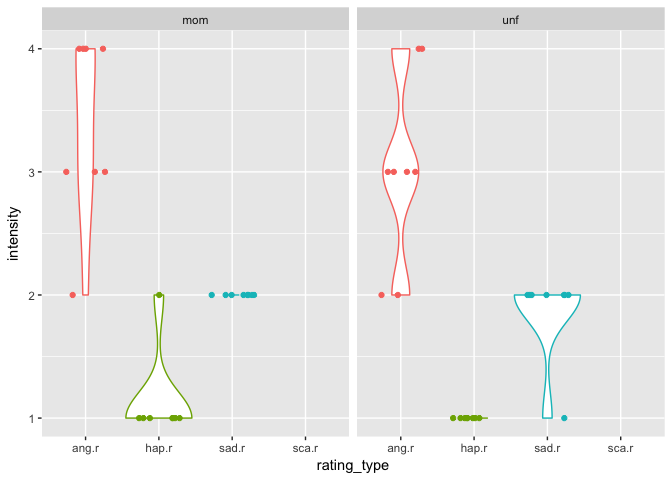 mom
unf
4
3
2
1
intensity
ang.r
hap.r
sad.r
sca.r
ang.r
hap.r
sad.r
sca.r
rating_type